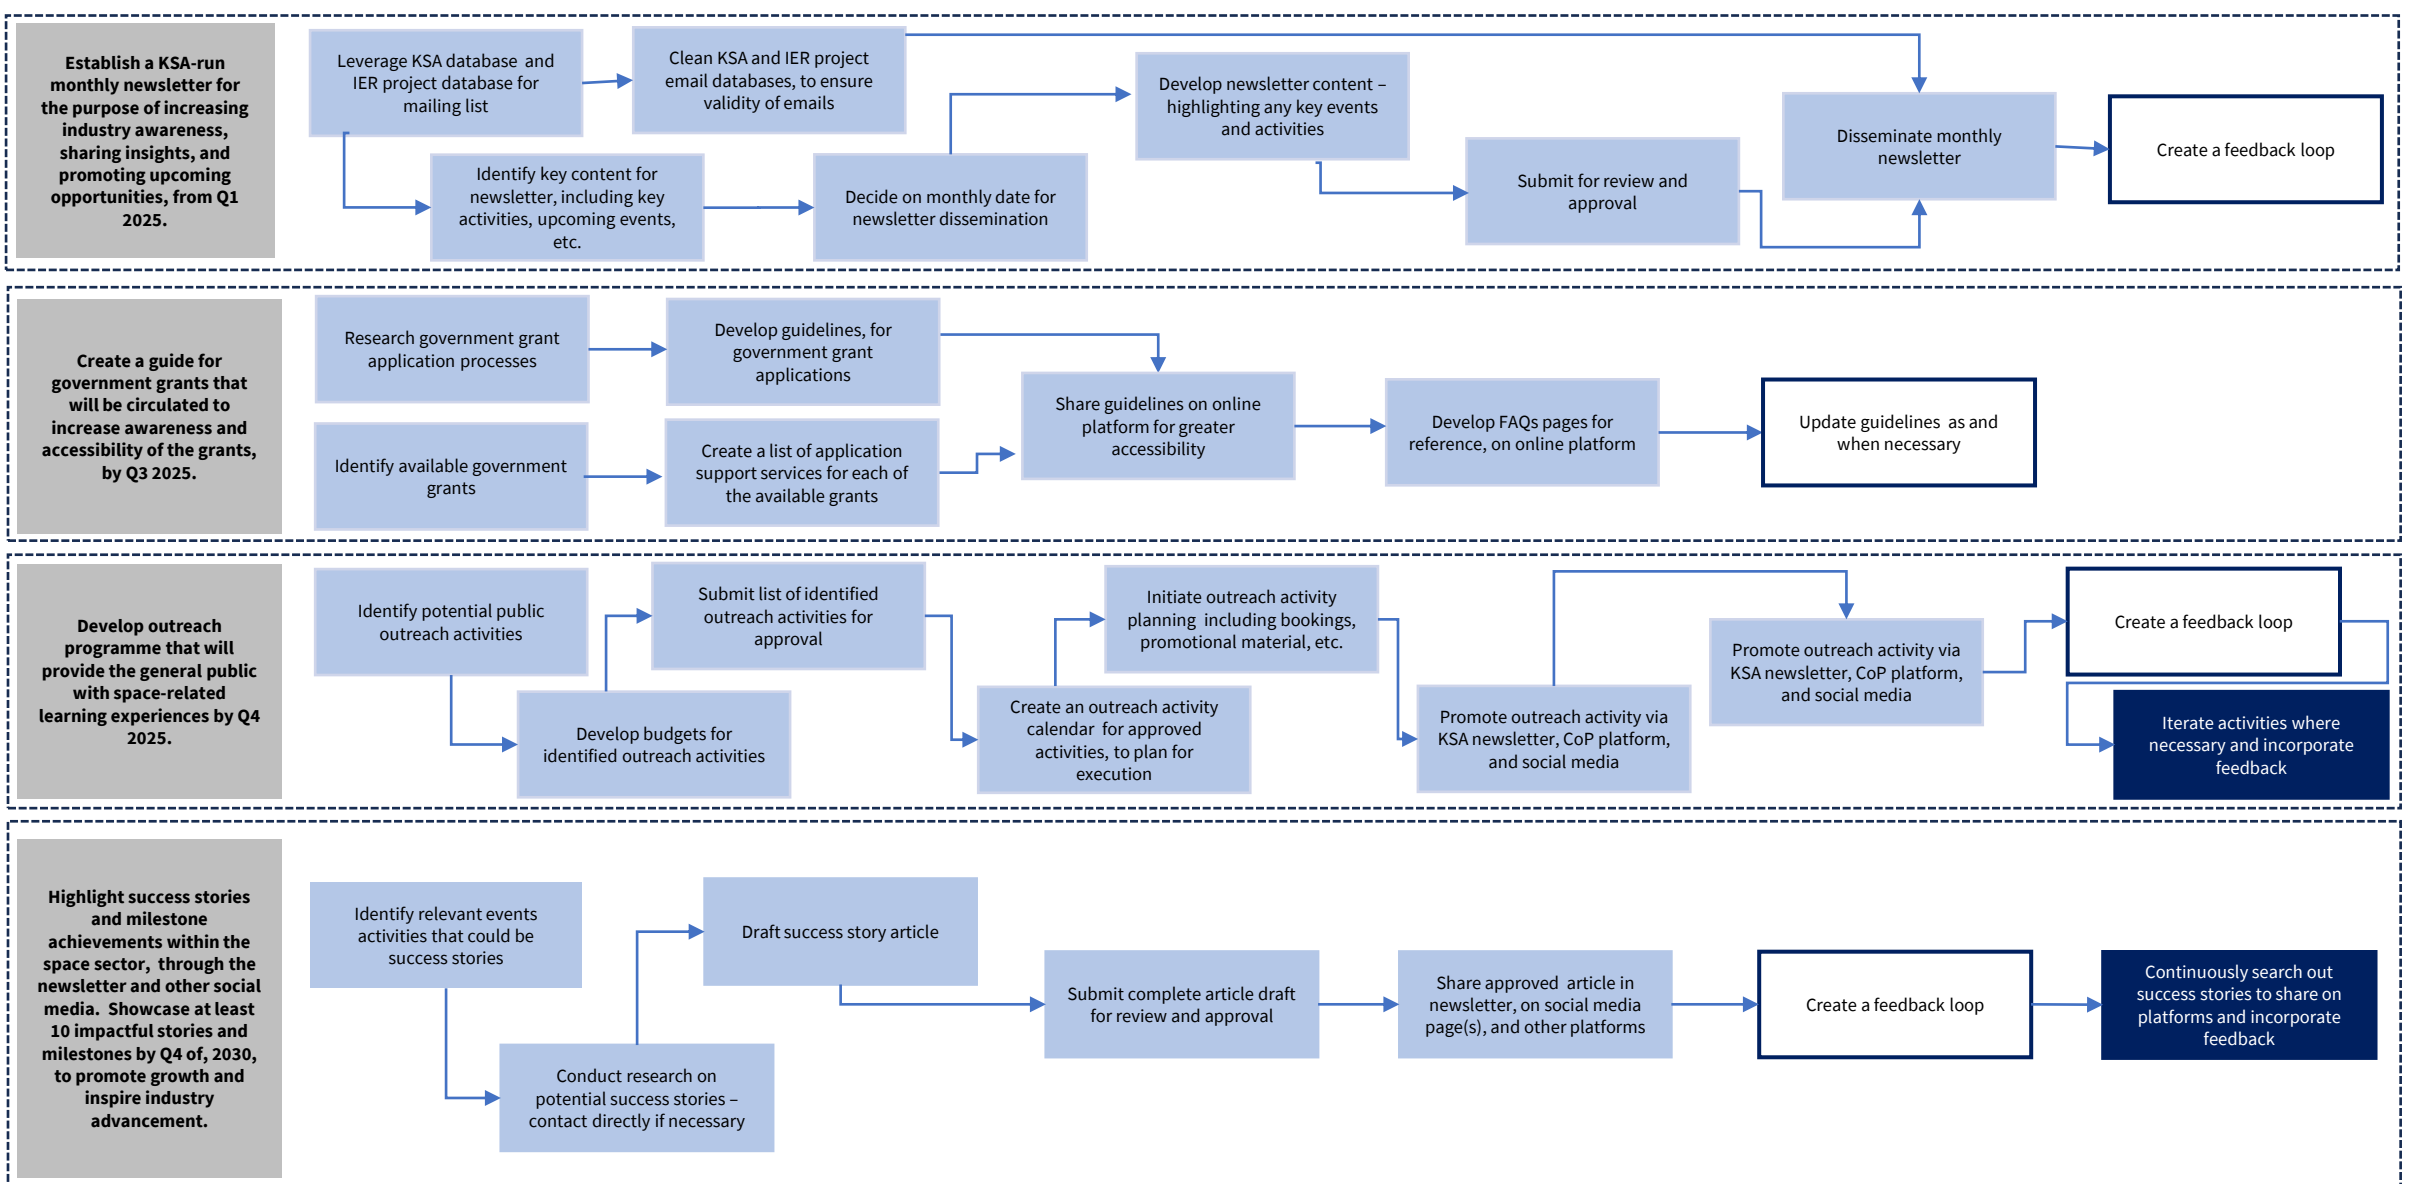 Establish a KSA-run
monthly newsletter for
the purpose of increasing
industry awareness,
sharing insights, and
promoting upcoming
opportunities, from Q1
2025.
Leverage KSA database and
IER project database for
mailing list
Clean KSA and IER project
email databases, to ensure
validity of emails
Identify key content for
newsletter, including key
activities, upcoming events,
etc.
Decide on monthly date for
newsletter dissemination
Develop newsletter content –
highlighting any key events
and activities
Submit for review and
approval
Disseminate monthly
newsletter
Create a feedback loop
Create a guide for
government grants that
will be circulated to
increase awareness and
accessibility of the grants,
by Q3 2025.
Research government grant
application processes
Develop guidelines, for
government grant
applications
Identify available government
grants
Create a list of application
support services for each of
the available grants
Share guidelines on online
platform for greater
accessibility
Develop FAQs pages for
reference, on online platform
Update guidelines as and
when necessary
Develop outreach
programme that will
provide the general public
with space-related
learning experiences by Q4
2025.
Identify potential public
outreach activities
Develop budgets for
identified outreach activities
Submit list of identified
outreach activities for
approval
Create an outreach activity
calendar for approved
activities, to plan for
execution
Initiate outreach activity
planning including bookings,
promotional material, etc.
Promote outreach activity via
KSA newsletter, CoP platform,
and social media
Promote outreach activity via
KSA newsletter, CoP platform,
and social media
Create a feedback loop
Iterate activities where
necessary and incorporate
feedback
Highlight success stories
and milestone
achievements within the
space sector, through the
newsletter and other social
media. Showcase at least
10 impactful stories and
milestones by Q4 of, 2030,
to promote growth and
inspire industry
advancement.
Identify relevant events
activities that could be
success stories
Conduct research on
potential success stories –
contact directly if necessary
Draft success story article
Submit complete article draft
for review and approval
Share approved article in
newsletter, on social media
page(s), and other platforms
Create a feedback loop
Continuously search out
success stories to share on
platforms and incorporate
feedback